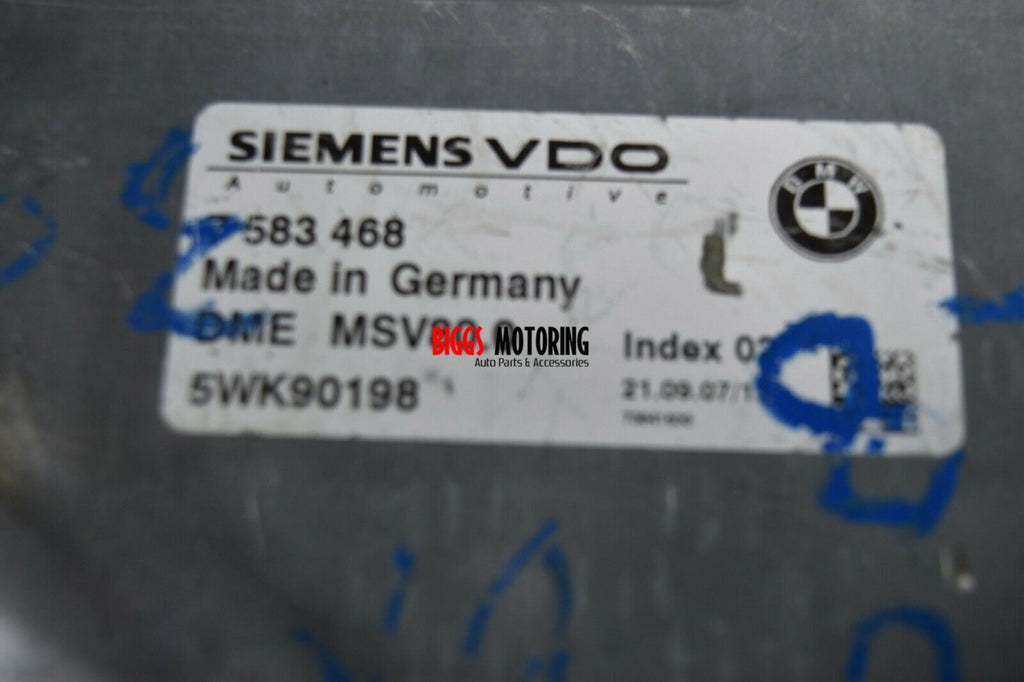 SIEMENS VDO
Automotive
BMW
583 468
Made in Germany
DME
BIGGS MOTORING
Auto Parts & Accessories
Index
5WK90198
21.09.07/